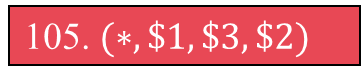 105. (∗, $1, $3, $2)